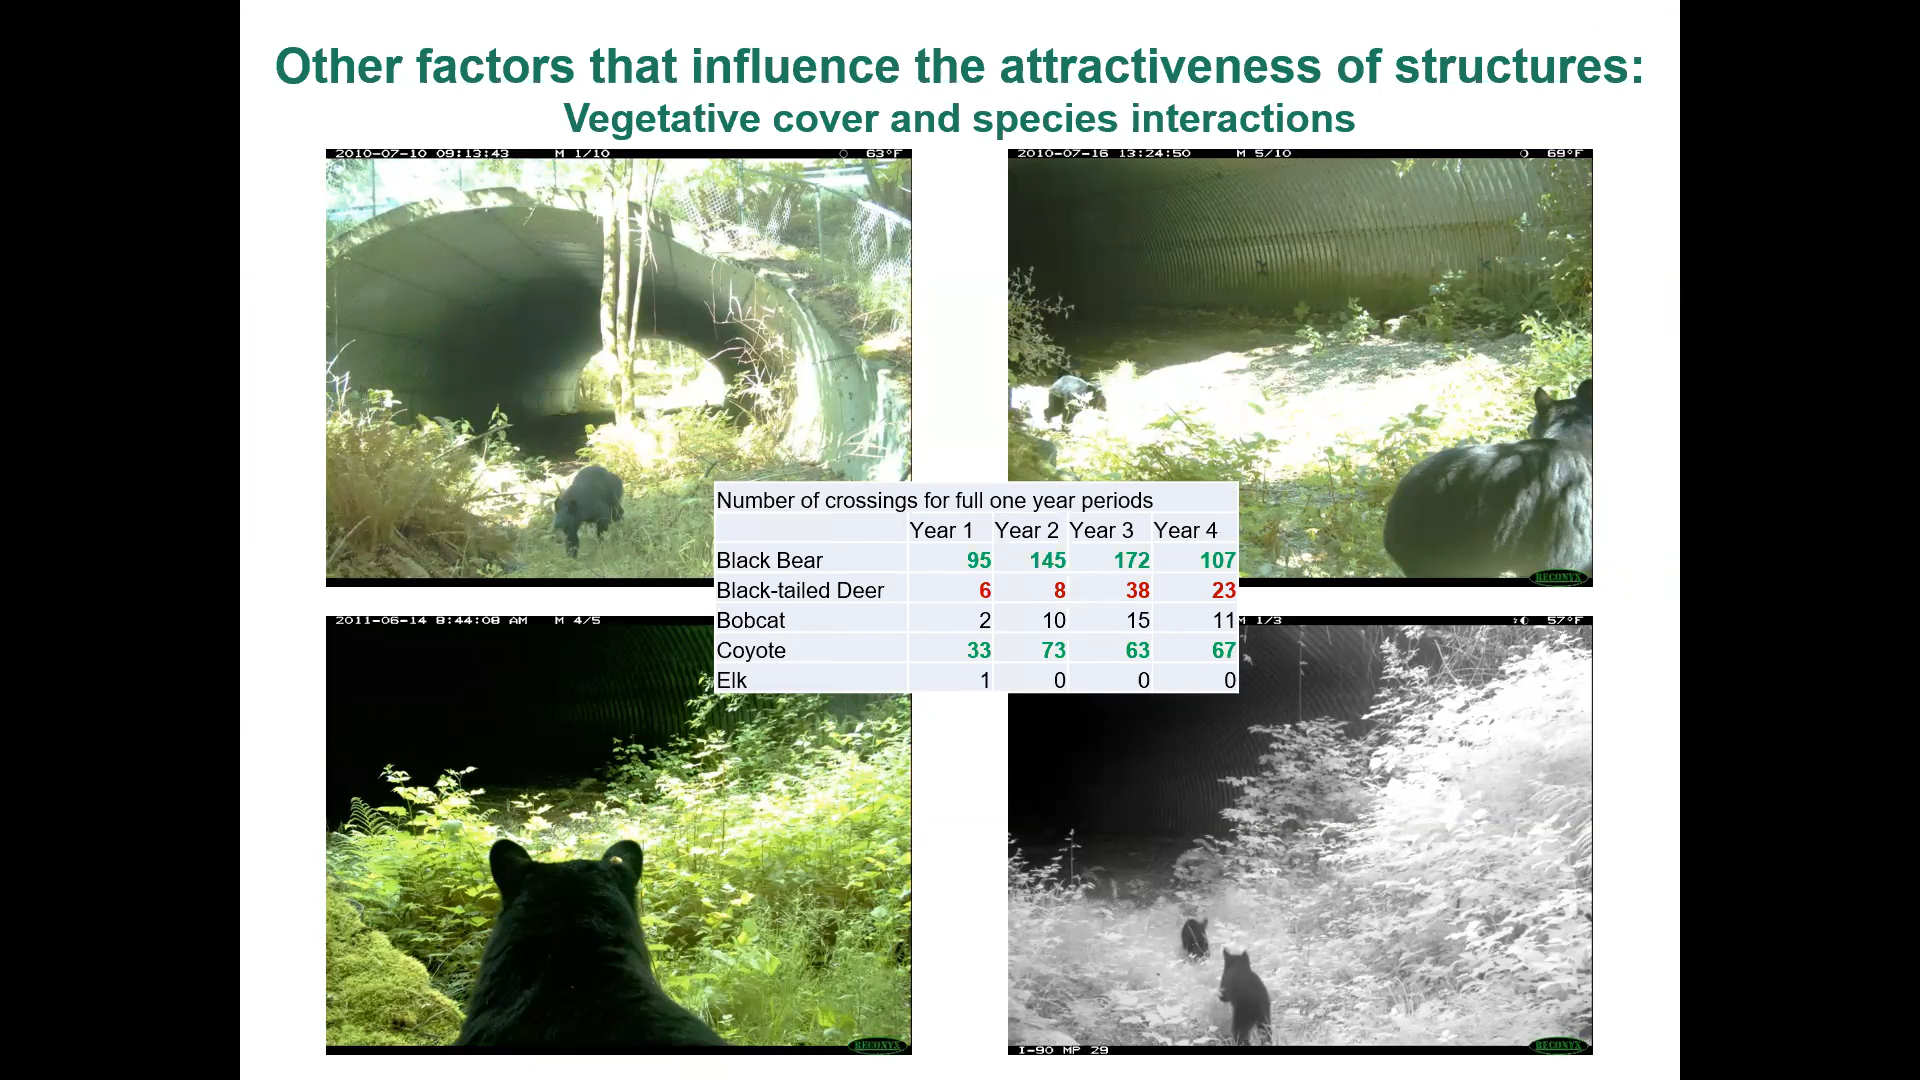 Other factors that influence the attractiveness of structures:
Vegetative cover and species interactions
2010-07-10 09:13:43 M 1/10 63°F
2010-07-16 13:24:50 M 5/10 69°F
Number of crossings for full one year periods
Year 1 Year 2 Year 3 Year 4
Black Bear 95 145 172 107
Black-tailed Deer 6 8 38 23
Bobcat 2 10 15 11
Coyote 33 73 63 67
Elk 1 0 0 0
RECONYX
2011-06-14 8:44:08 AM M 4/5
M 1/3 57°F
RECONYX
I-90 MP 29
RECONYX